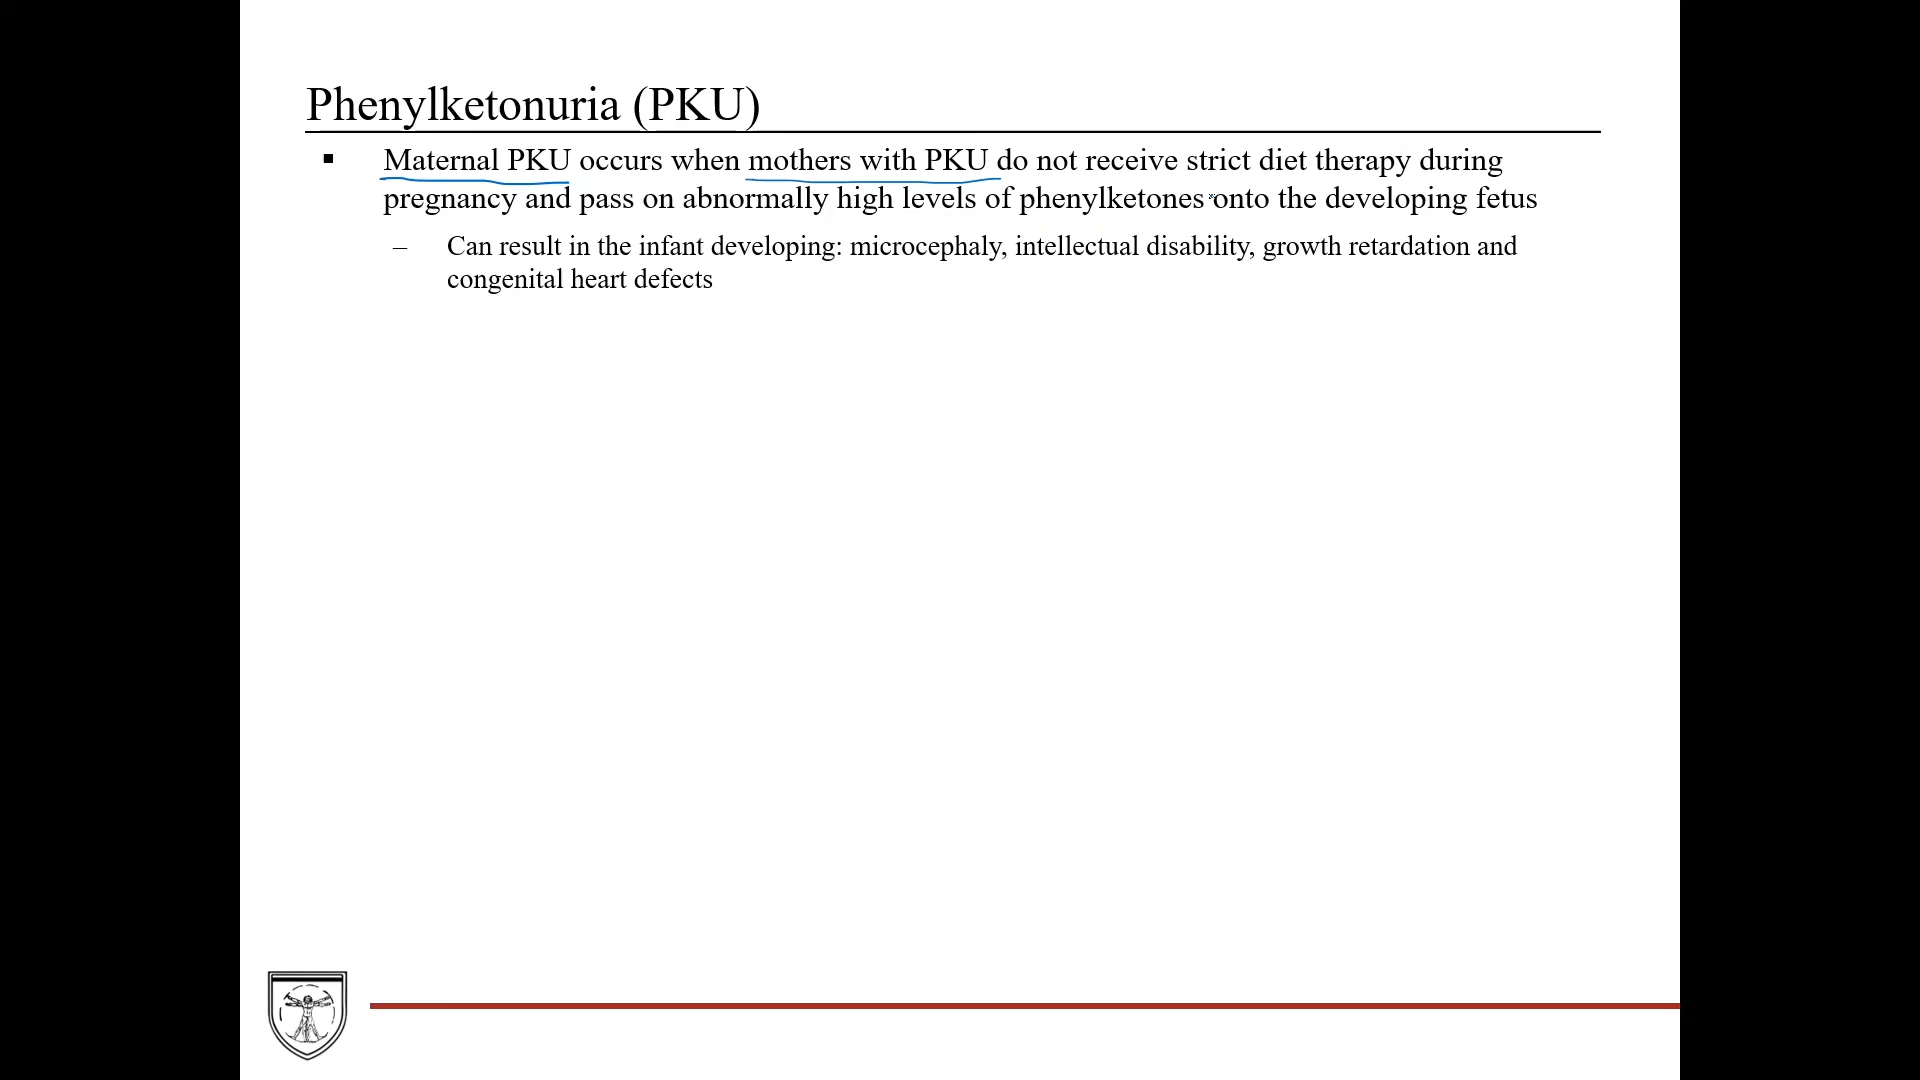 Phenylketonuria (PKU)
▪ Maternal PKU occurs when mothers with PKU do not receive strict diet therapy during
pregnancy and pass on abnormally high levels of phenylketones onto the developing fetus
– Can result in the infant developing: microcephaly, intellectual disability, growth retardation and
congenital heart defects